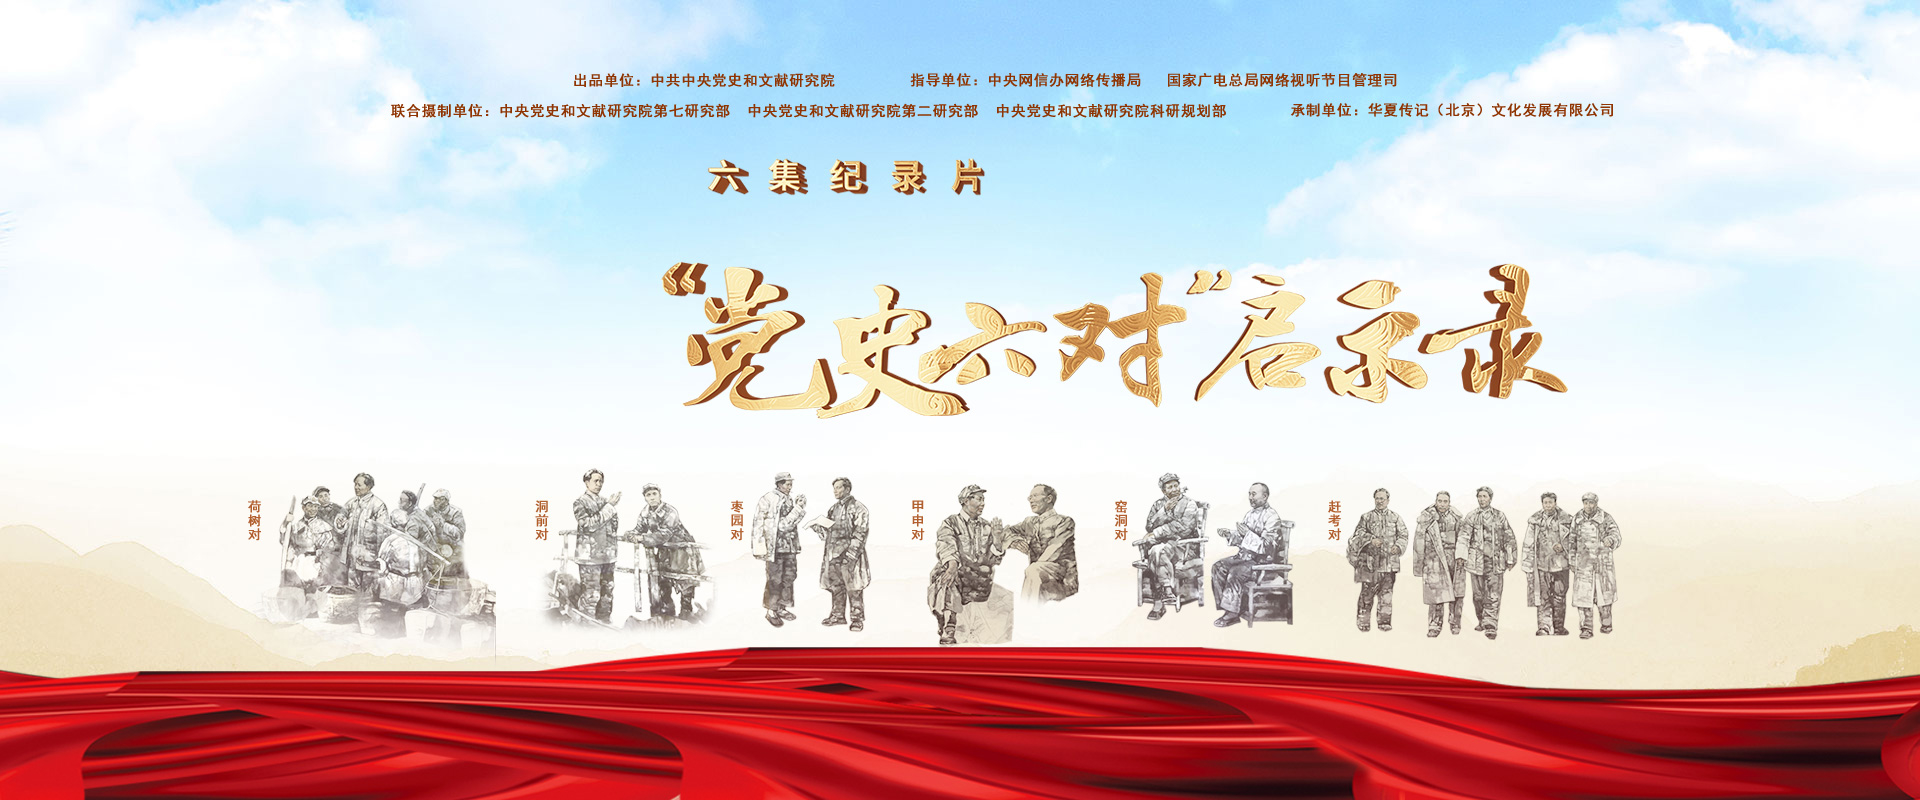 出品单位：中共中央党史和文献研究院 指导单位：中央网信办网络传播局 国家广电总局网络视听节目管理司
联合摄制单位：中央党史和文献研究院第七研究部 中央党史和文献研究院第二研究部 中央党史和文献研究院科研规划部 承制单位：华夏传记（北京）文化发展有限公司
六集纪录片
“党史六对”启示录
荷树对
洞前对
枣园对
甲申对
窑洞对
赶考对